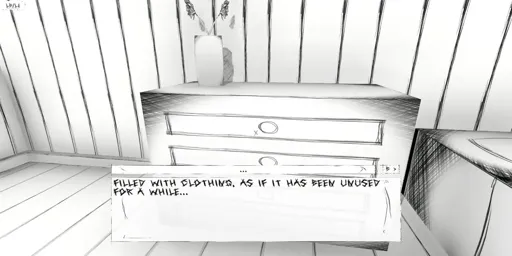 ...
FILLED WITH CLOTHING, AS IF IT HAS BEEN UNUSED
FOR A WHILE...